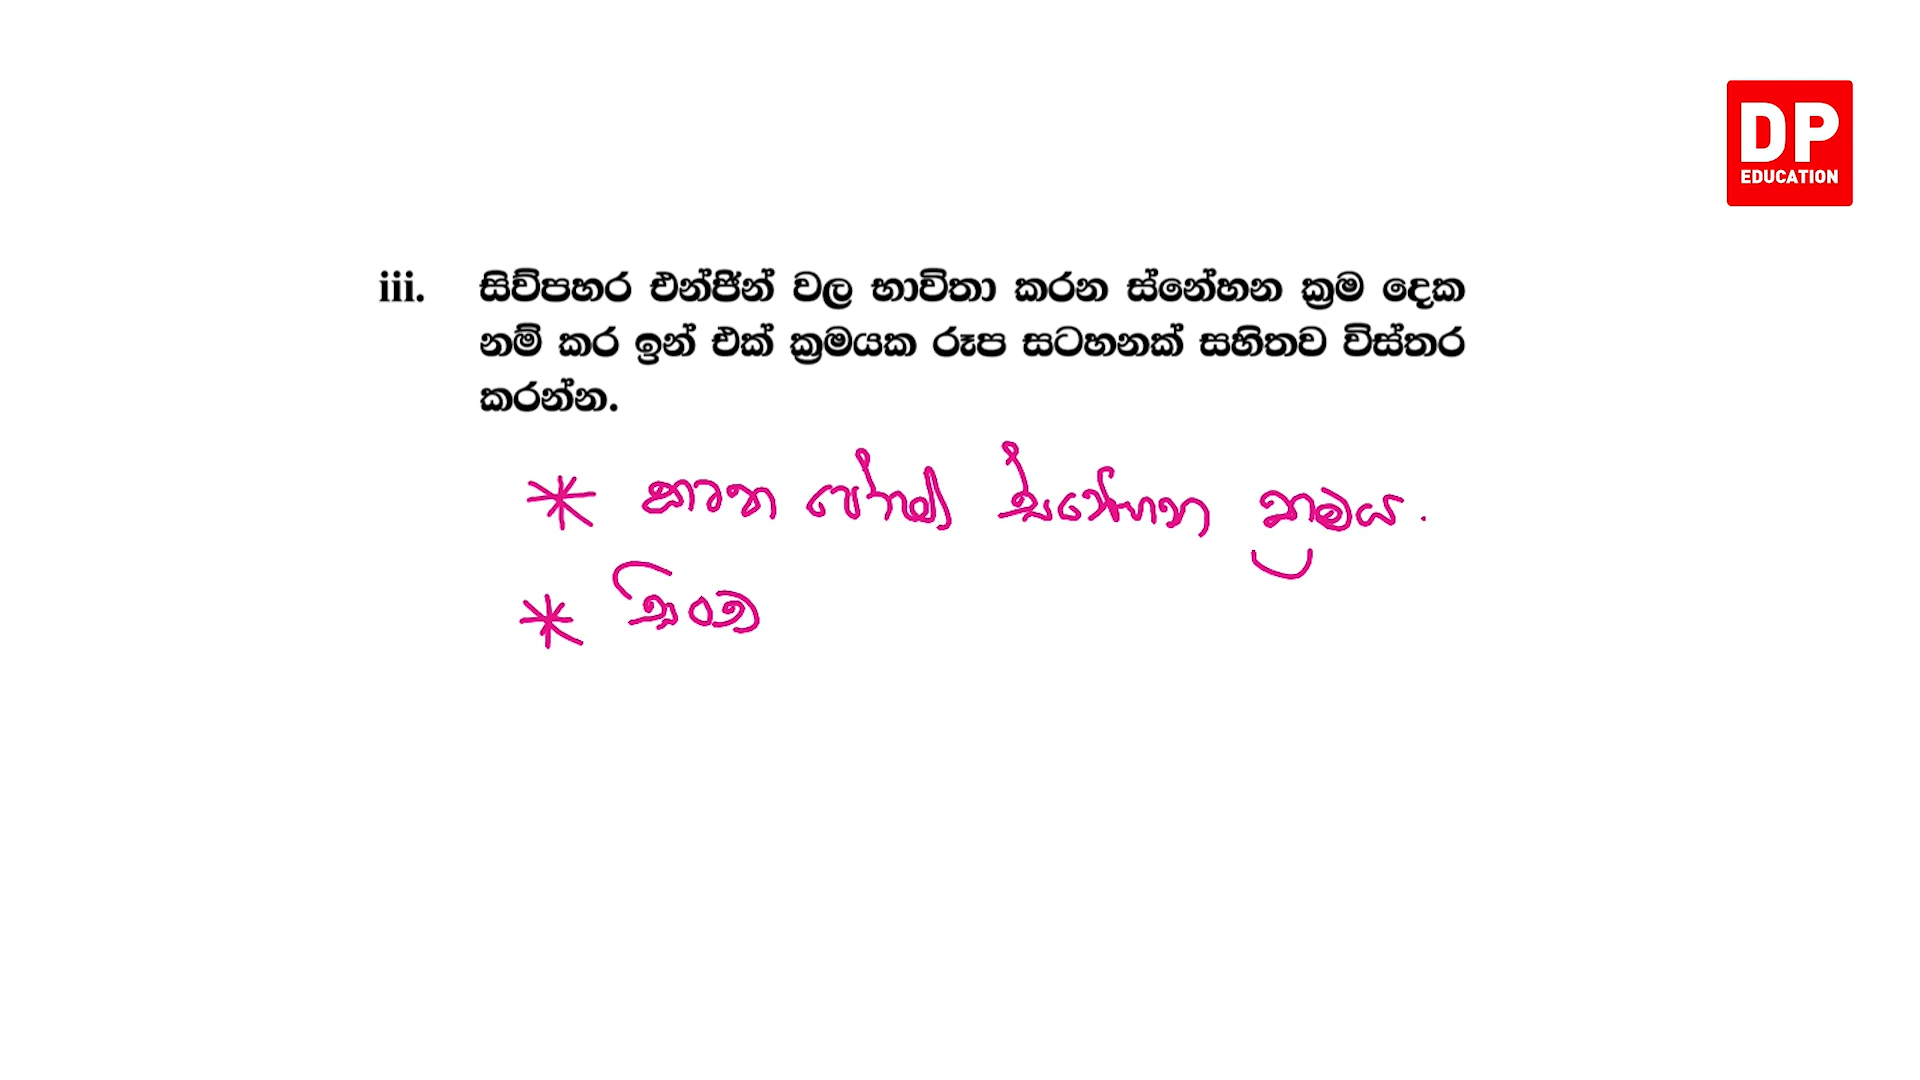 DP
EDUCATION
iii. සිව්පහර එන්ජින් වල භාවිතා කරන ස්නේහන ක්‍රම දෙක
නම් කර ඉන් එක් ක්‍රමයක රූප සටහනක් සහිතව විස්තර
කරන්න.
* ස්නේහන ක්‍රමය.
*